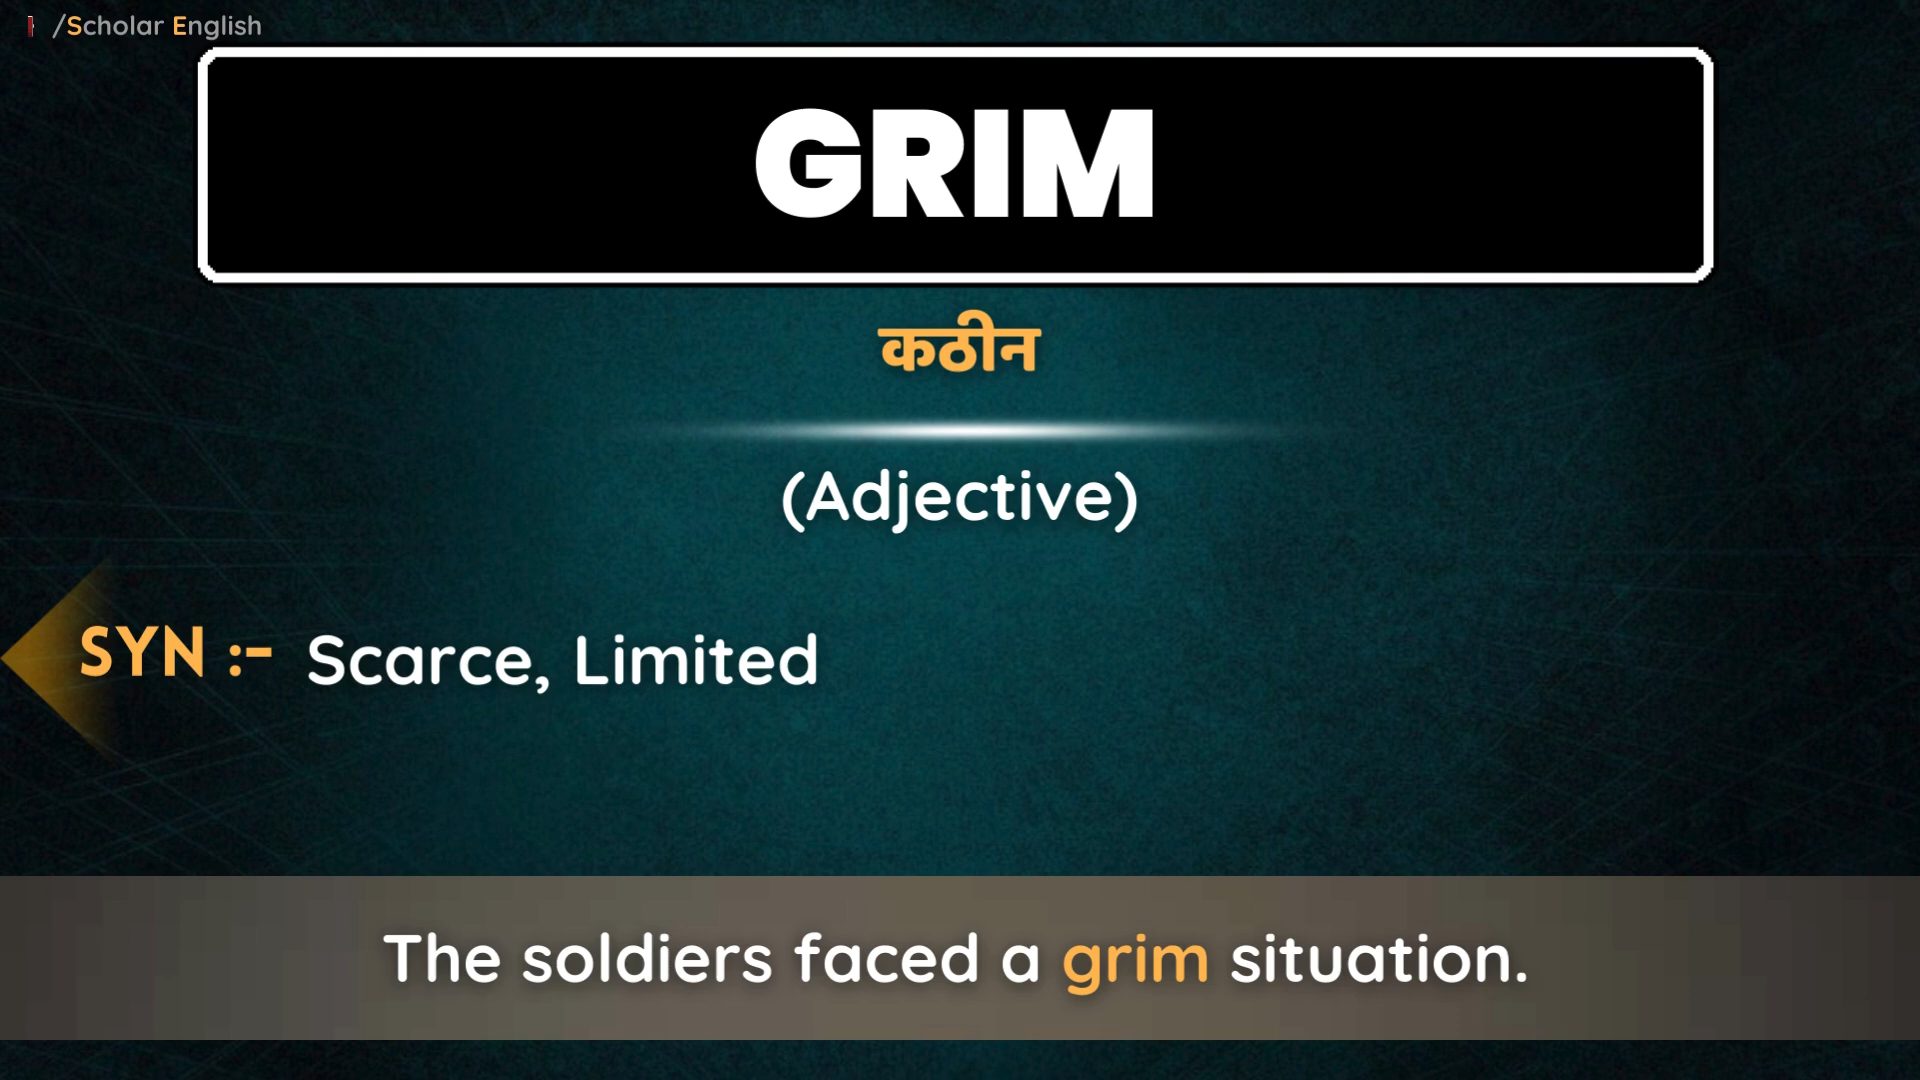 /Scholar English
GRIM
कठीन
(Adjective)
SYN :- Scarce, Limited
The soldiers faced a grim situation.